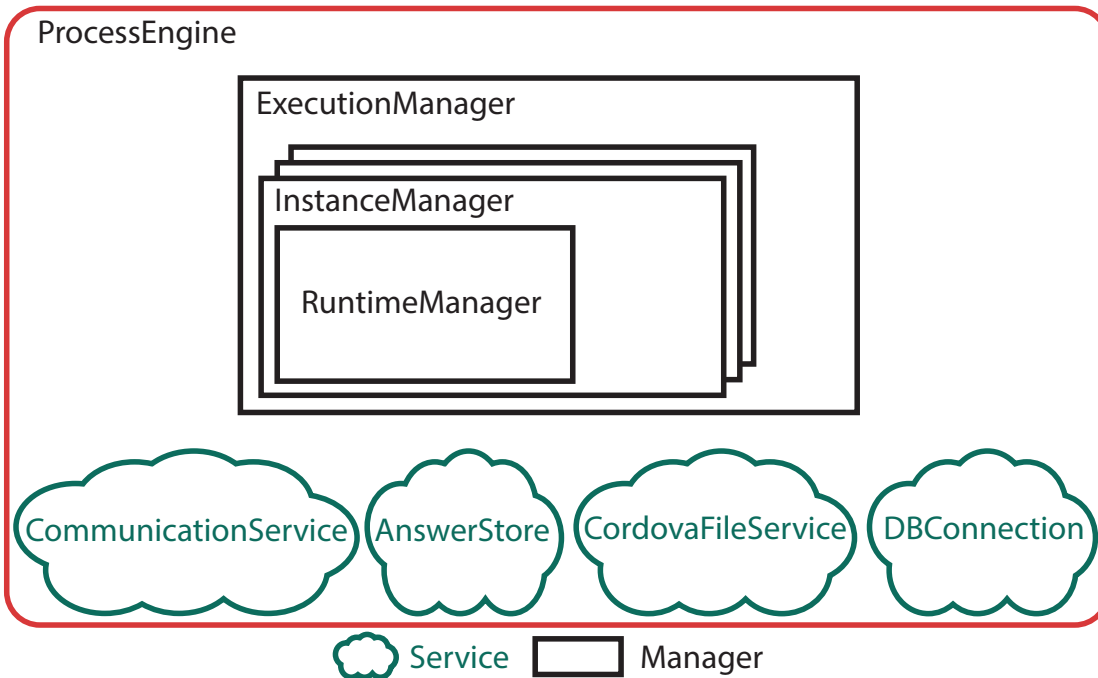 ProcessEngine
ExecutionManager
InstanceManager
RuntimeManager
CommunicationService
AnswerStore
CordovaFileService
DBConnection
Service
Manager